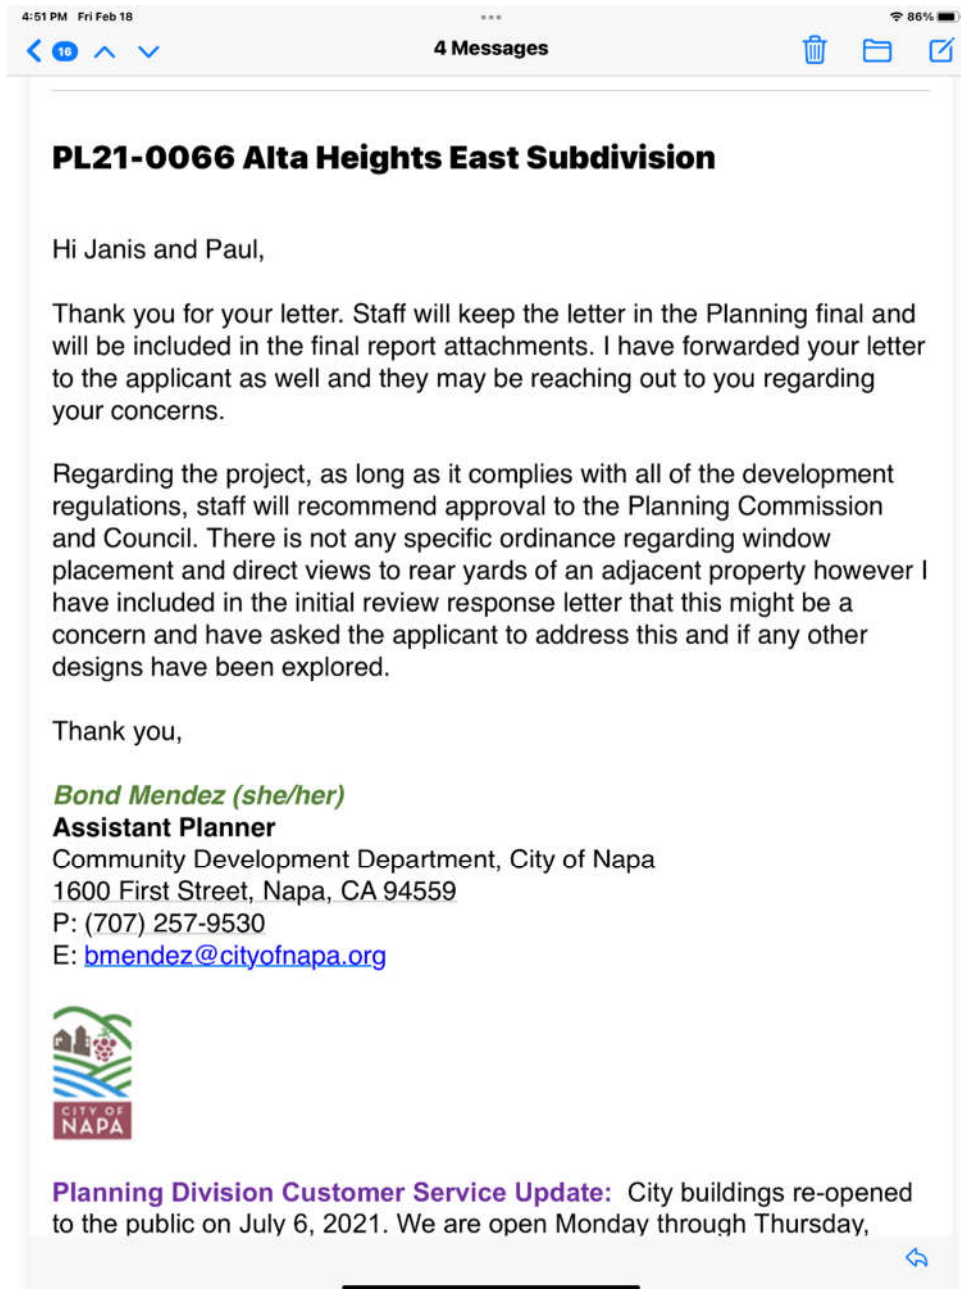 4:51 PM Fri Feb 18
86%
16
4 Messages
PL21-0066 Alta Heights East Subdivision
Hi Janis and Paul,
Thank you for your letter. Staff will keep the letter in the Planning final and
will be included in the final report attachments. I have forwarded your letter
to the applicant as well and they may be reaching out to you regarding
your concerns.
Regarding the project, as long as it complies with all of the development
regulations, staff will recommend approval to the Planning Commission
and Council. There is not any specific ordinance regarding window
placement and direct views to rear yards of an adjacent property however I
have included in the initial review response letter that this might be a
concern and have asked the applicant to address this and if any other
designs have been explored.
Thank you,
Bond Mendez (she/her)
Assistant Planner
Community Development Department, City of Napa
1600 First Street, Napa, CA 94559
P: (707) 257-9530
E: bmendez@cityofnapa.org
CITY OF
NAPA
Planning Division Customer Service Update: City buildings re-opened
to the public on July 6, 2021. We are open Monday through Thursday,